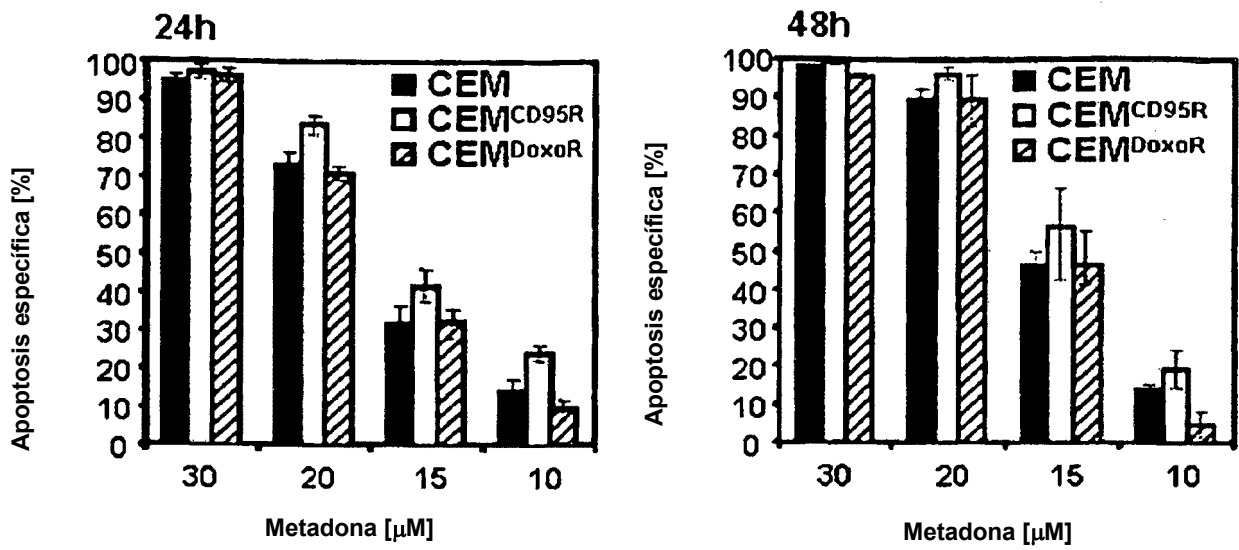 24h
Apoptosis específica [%]
100
90
80
70
60
50
40
30
20
10
0
CEM
CEMCD95R
CEMDoxoR
30 20 15 10
Metadona [μM]
48h
Apoptosis específica [%]
100
90
80
70
60
50
40
30
20
10
0
CEM
CEMCD95R
CEMDoxoR
30 20 15 10
Metadona [μM]